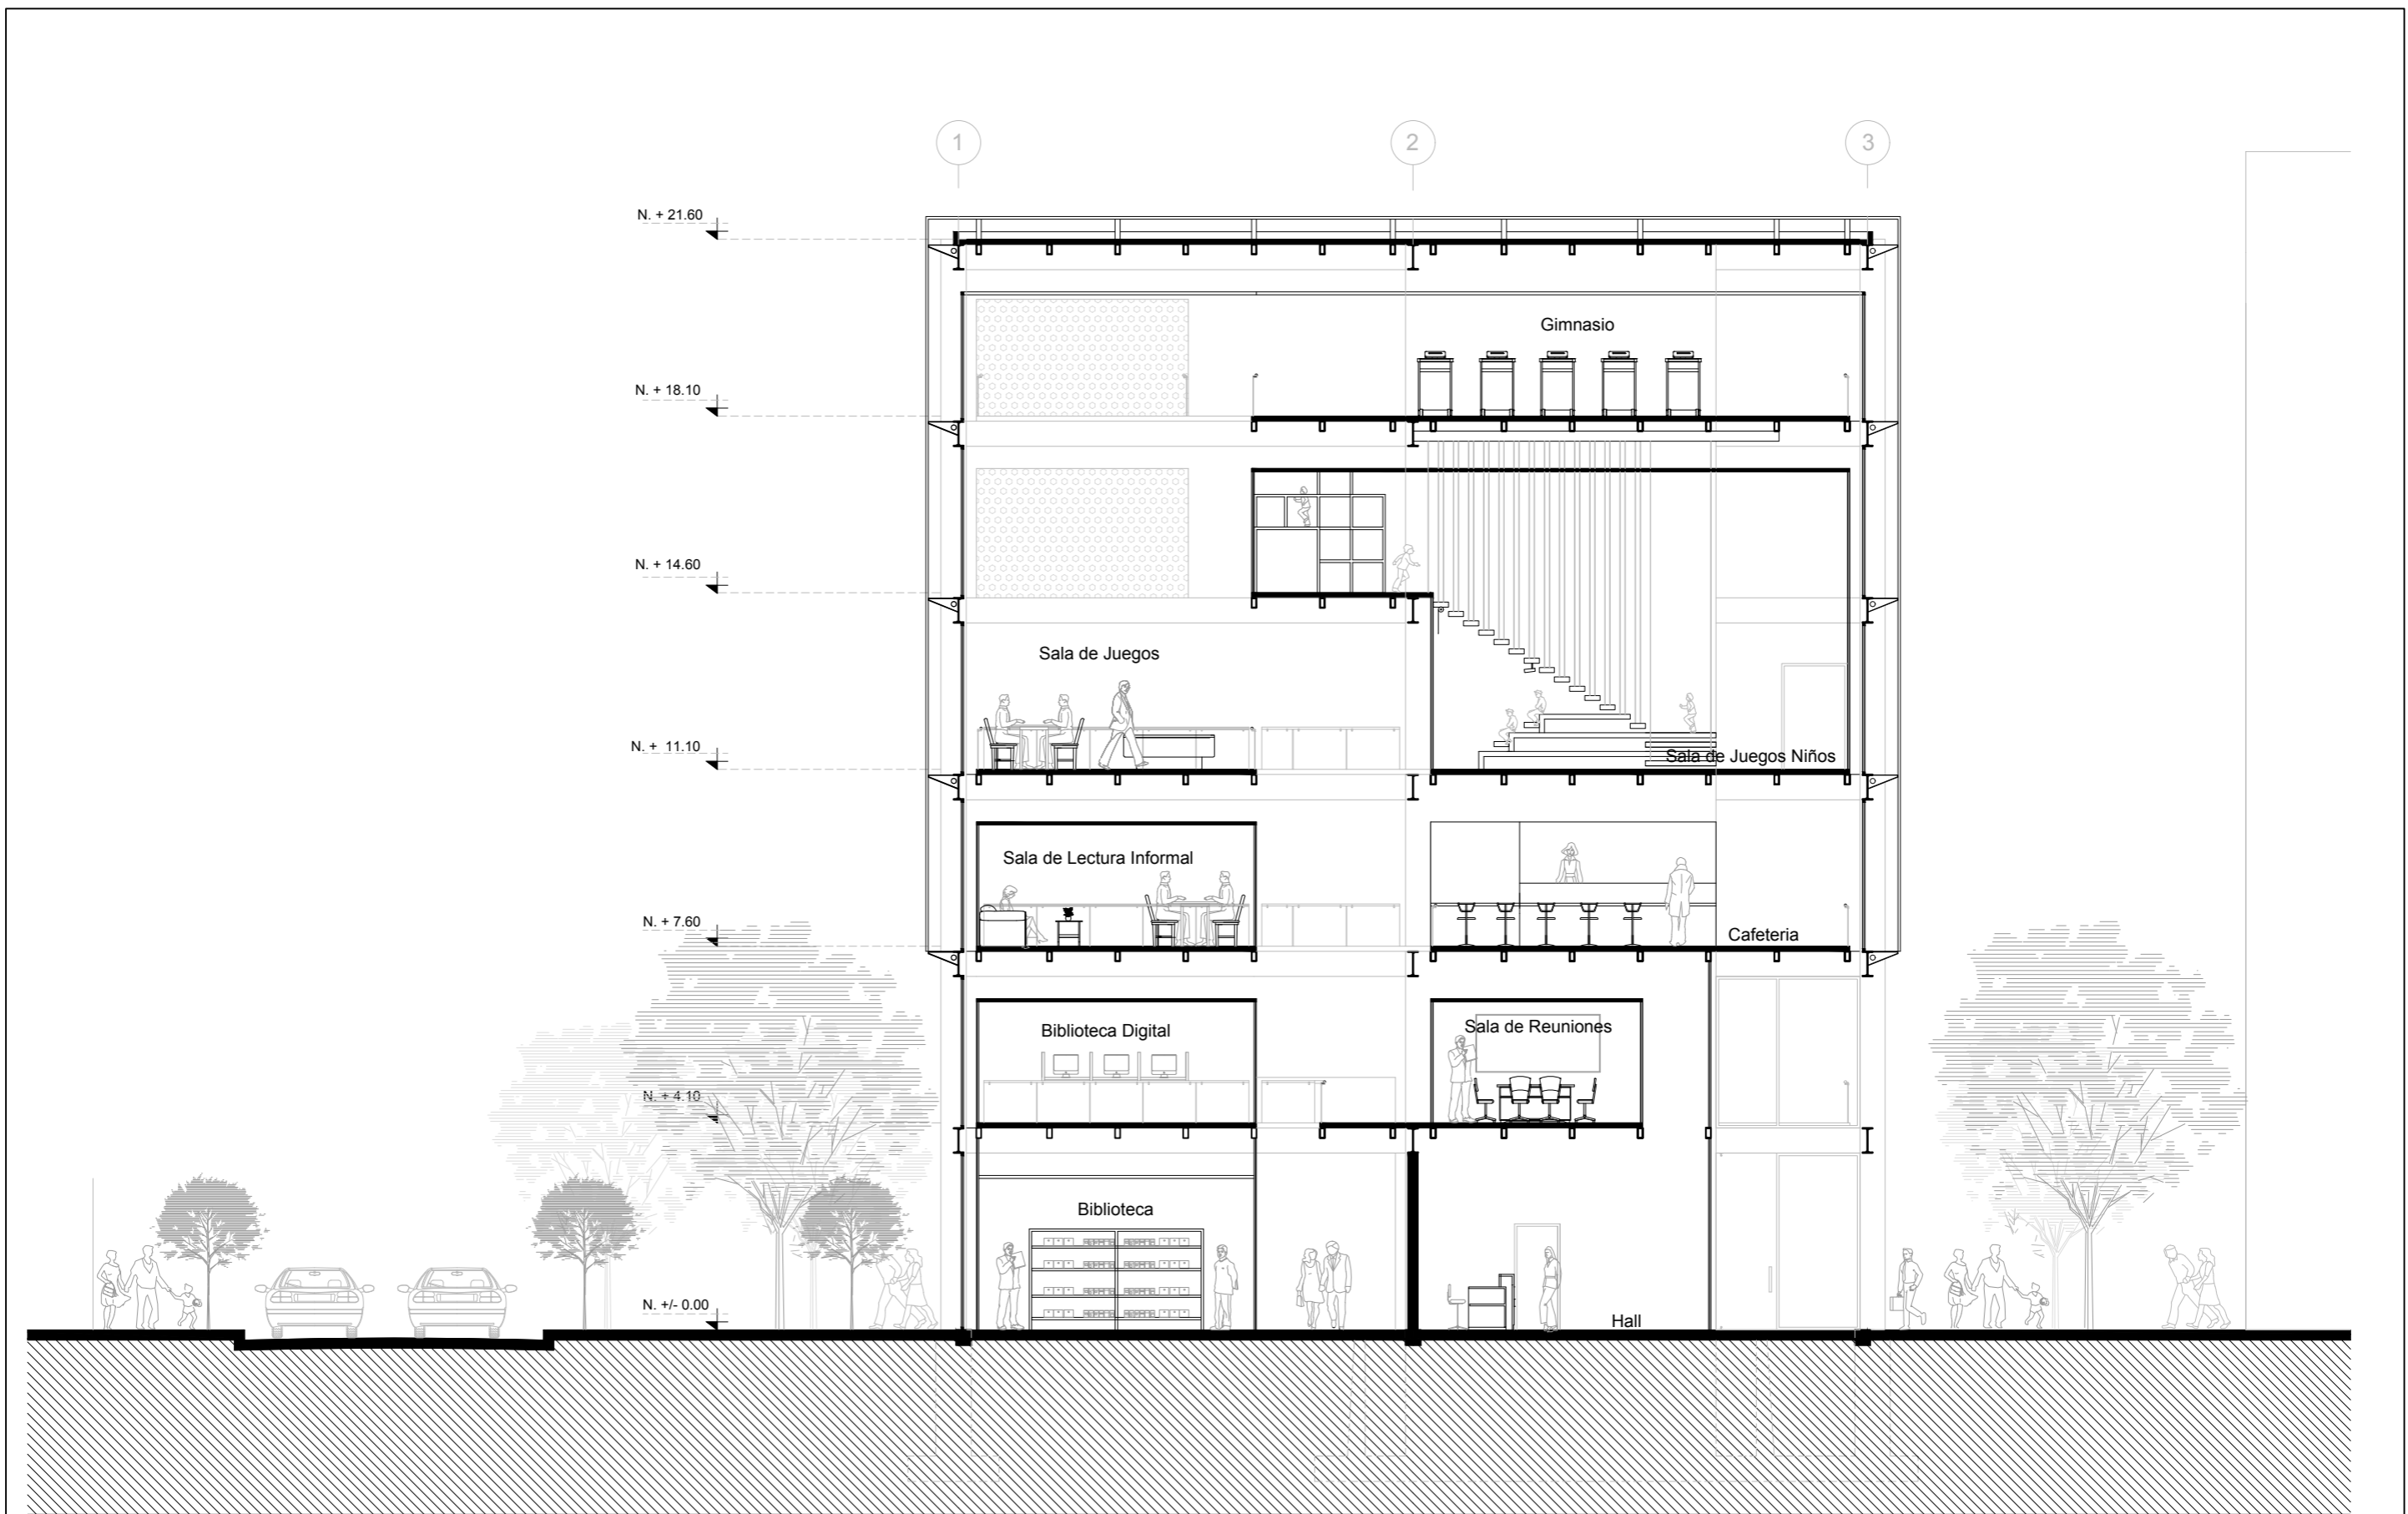 1
2
3
N. + 21.60
Gimnasio
N. + 18.10
N. + 14.60
Sala de Juegos
N. + 11.10
Sala de Juegos Niños
Sala de Lectura Informal
N. + 7.60
Cafeteria
Biblioteca Digital
Sala de Reuniones
N. + 4.10
Biblioteca
N. +/- 0.00
Hall